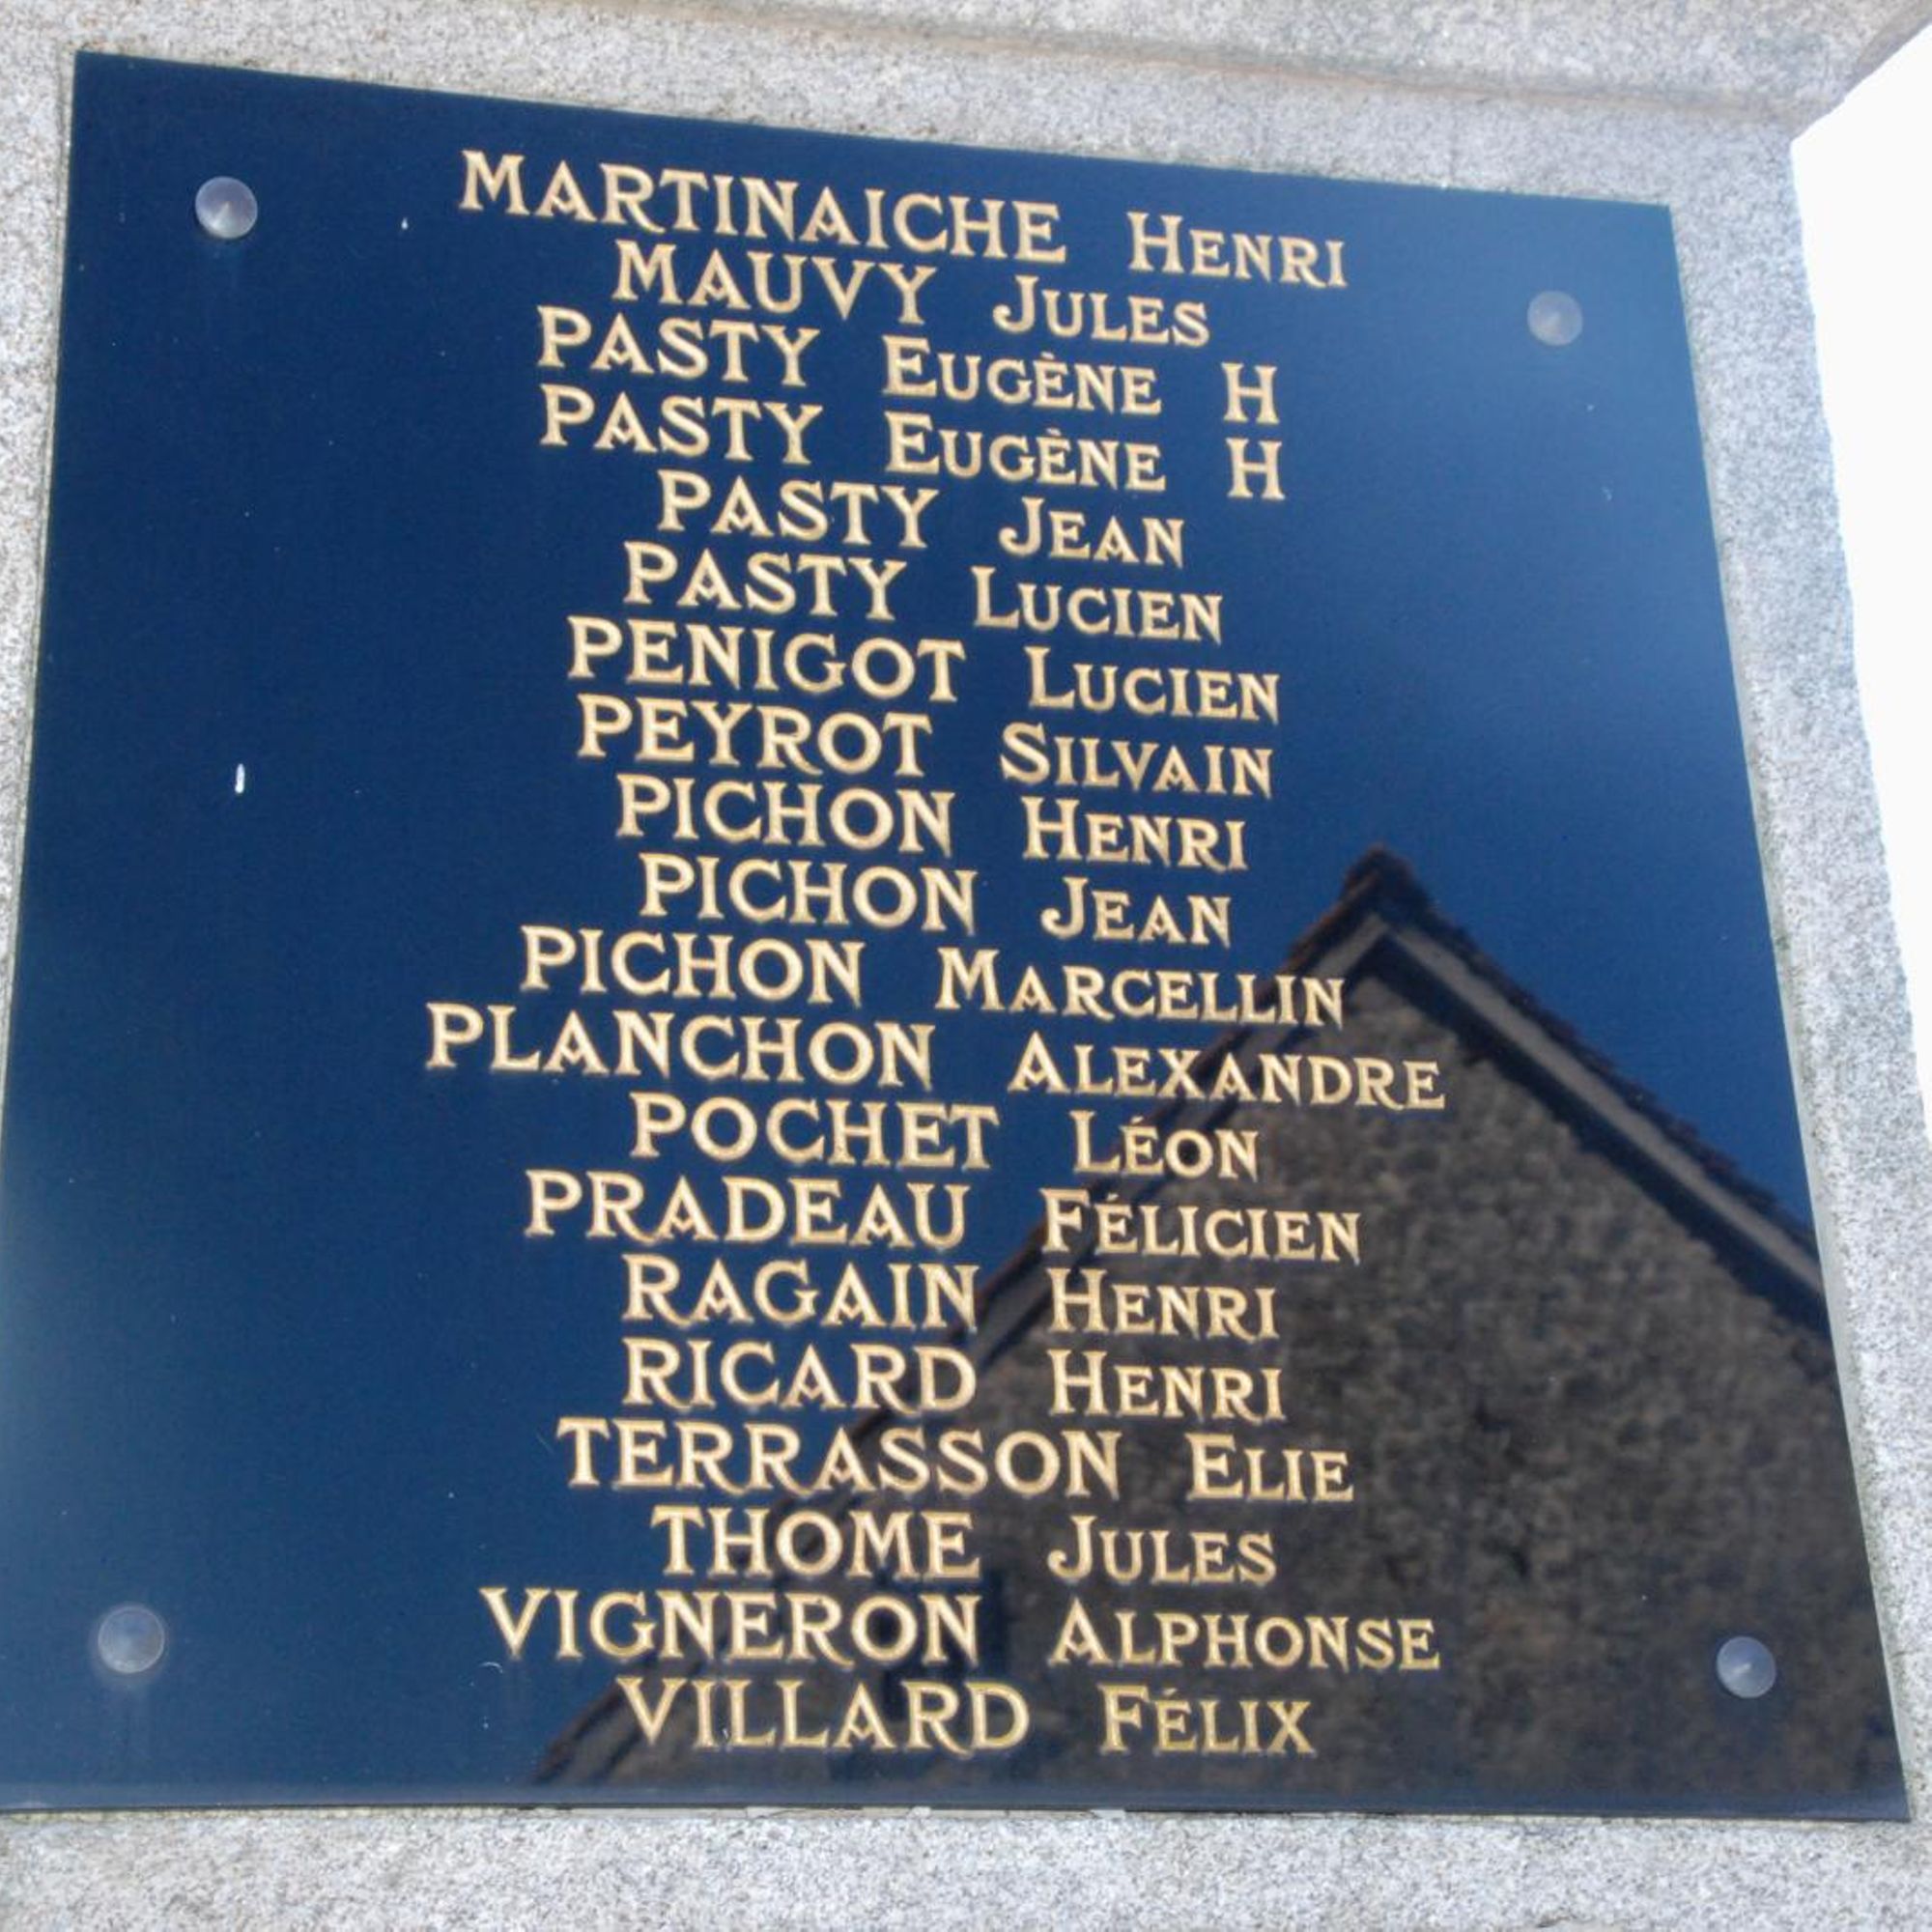 MARTINAICHE HENRI
MAUVY JULES
PASTY EUGÈNE H
PASTY EUGÈNE H
PASTY JEAN
PASTY LUCIEN
PENIGOT LUCIEN
PEYROT SILVAIN
PICHON HENRI
PICHON JEAN
PICHON MARCELLIN
PLANCHON ALEXANDRE
POCHET LÉON
PRADEAU FÉLICIEN
RAGAIN HENRI
RICARD HENRI
TERRASSON ELIE
THOME JULES
VIGNERON ALPHONSE
VILLARD FÉLIX